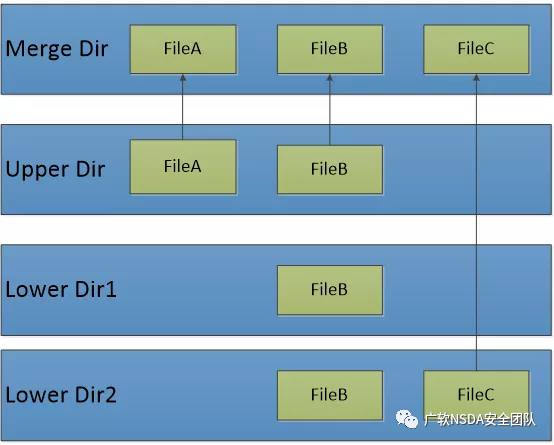 Merge Dir
FileA
FileB
FileC
Upper Dir
FileA
FileB
Lower Dir1
FileB
Lower Dir2
FileB
FileC
广软NSDA安全团队